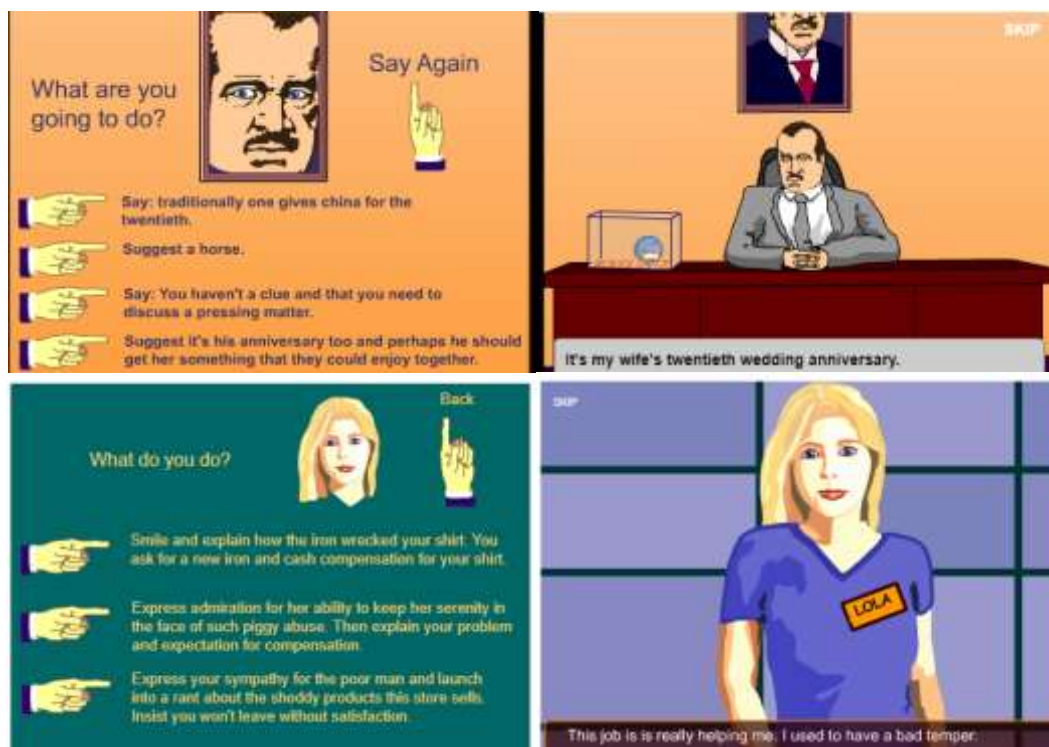 What are you
going to do?
Say Again
Say: traditionally one gives china for the
twentieth.
Suggest a horse.
Say: You haven't a clue and that you need to
discuss a pressing matter.
Suggest it's his anniversary too and perhaps he should
get her something that they could enjoy together.
SKIP
It's my wife's twentieth wedding anniversary.
What do you do?
Back
Smile and explain how the iron wrecked your shirt. You
ask for a new iron and cash compensation for your shirt.
Express admiration for her ability to keep her serenity in
the face of such piggy abuse. Then explain your problem
and expectation for compensation.
Express your sympathy for the poor man and launch
into a rant about the shoddy products this store sells.
Insist you won't leave without satisfaction.
SKIP
LOLA
This job is is really helping me. I used to have a bad temper.